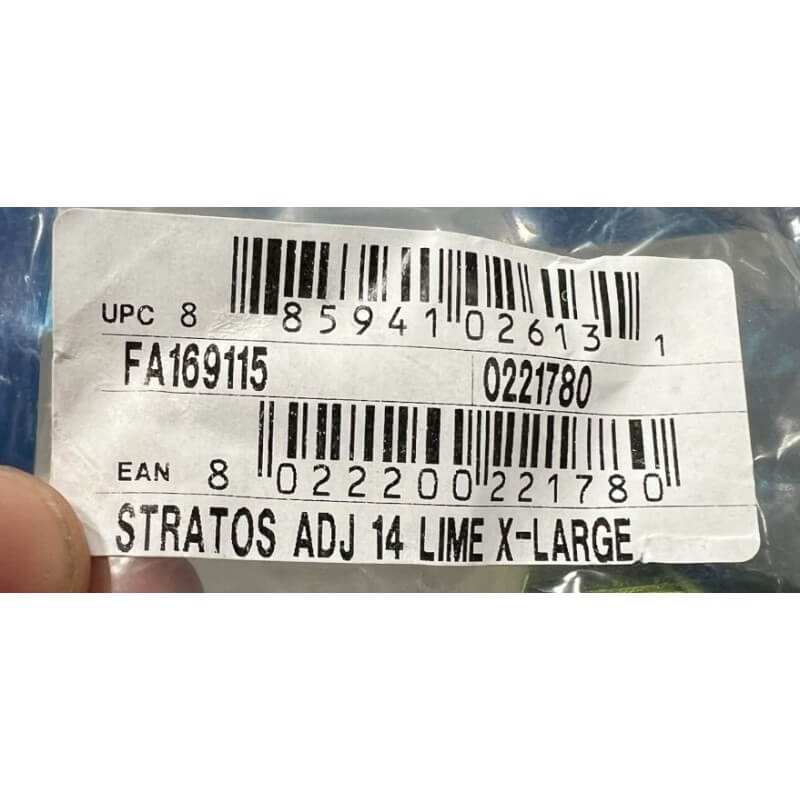 UPC 8 85941 02613 1
FA169115 0221780
EAN 8 022200 221780
STRATOS ADJ 14 LIME X-LARGE